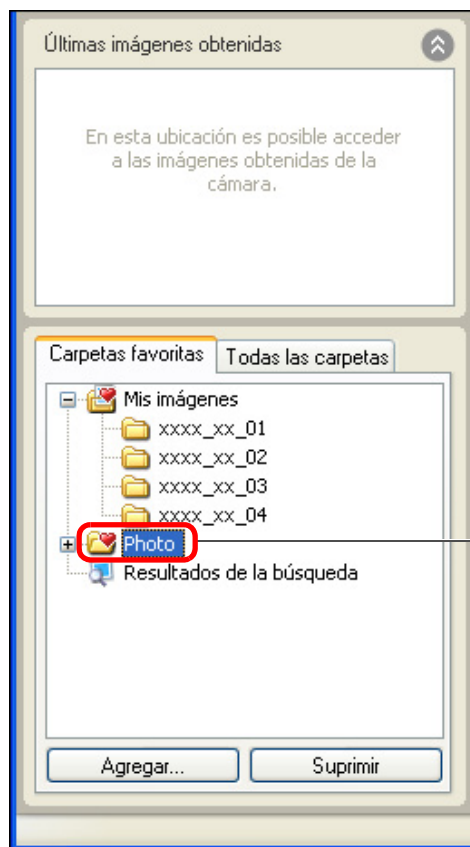 Últimas imágenes obtenidas
En esta ubicación es posible acceder
a las imágenes obtenidas de la
cámara.
Carpetas favoritas Todas las carpetas
Mis imágenes
xxxx_xx_01
xxxx_xx_02
xxxx_xx_03
xxxx_xx_04
Photo
Resultados de la búsqueda
Agregar... Suprimir